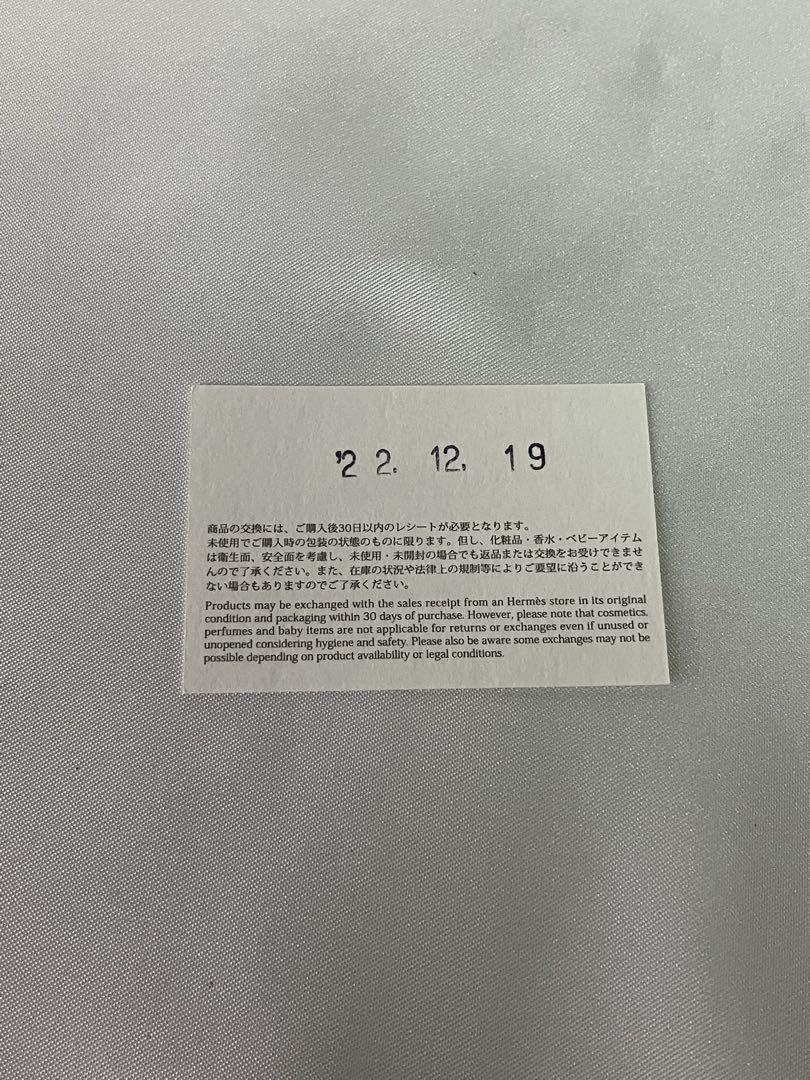 '22. 12. 19
商品の交換には、ご購入後30日以内のレシートが必要となります。
未使用でご購入時の包装の状態のものに限ります。但し、化粧品・香水・ベビーアイテム
は衛生面、安全面を考慮し、未使用・未開封の場合でも返品または交換をお受けできませ
んので了承ください。また、在庫の状況や法律上の規制等によりご要望に沿うことができ
ない場合もありますのでご了承ください。
Products may be exchanged with the sales receipt from an Hermès store in its original
condition and packaging within 30 days of purchase. However, please note that cosmetics,
perfumes and baby items are not applicable for returns or exchanges even if unused or
unopened considering hygiene and safety. Please also be aware some exchanges may not be
possible depending on product availability or legal conditions.